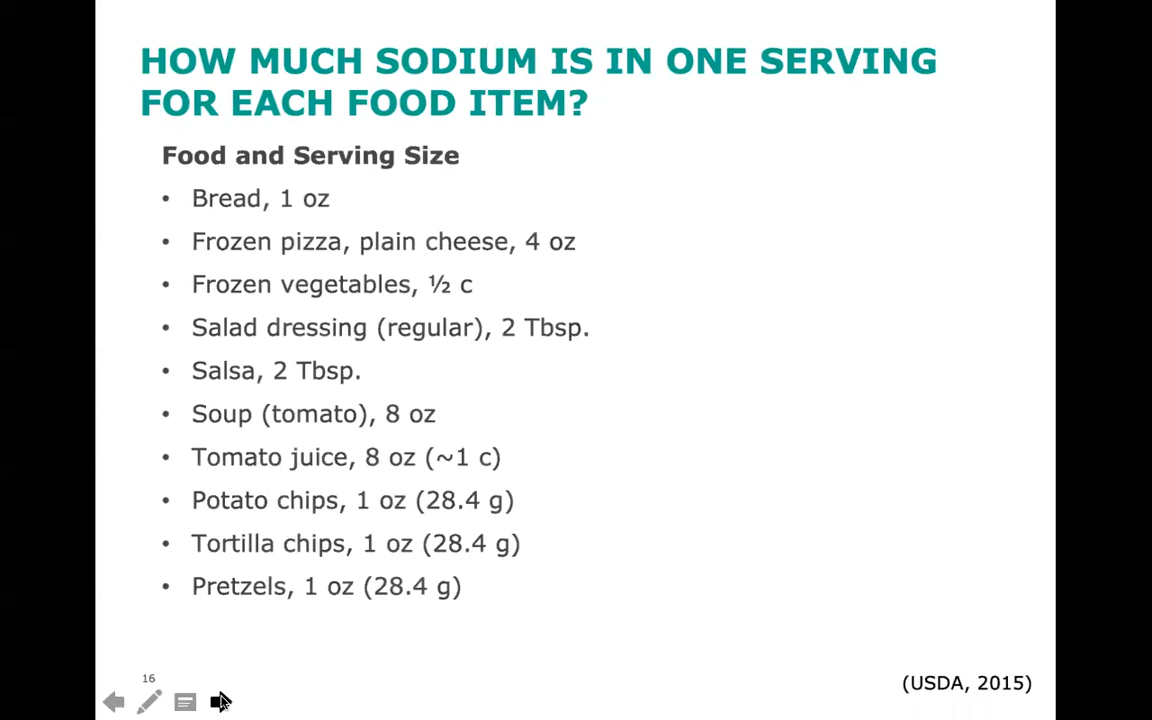 HOW MUCH SODIUM IS IN ONE SERVING
FOR EACH FOOD ITEM?
Food and Serving Size
• Bread, 1 oz
• Frozen pizza, plain cheese, 4 oz
• Frozen vegetables, ½ c
• Salad dressing (regular), 2 Tbsp.
• Salsa, 2 Tbsp.
• Soup (tomato), 8 oz
• Tomato juice, 8 oz (~1 c)
• Potato chips, 1 oz (28.4 g)
• Tortilla chips, 1 oz (28.4 g)
• Pretzels, 1 oz (28.4 g)
16
(USDA, 2015)